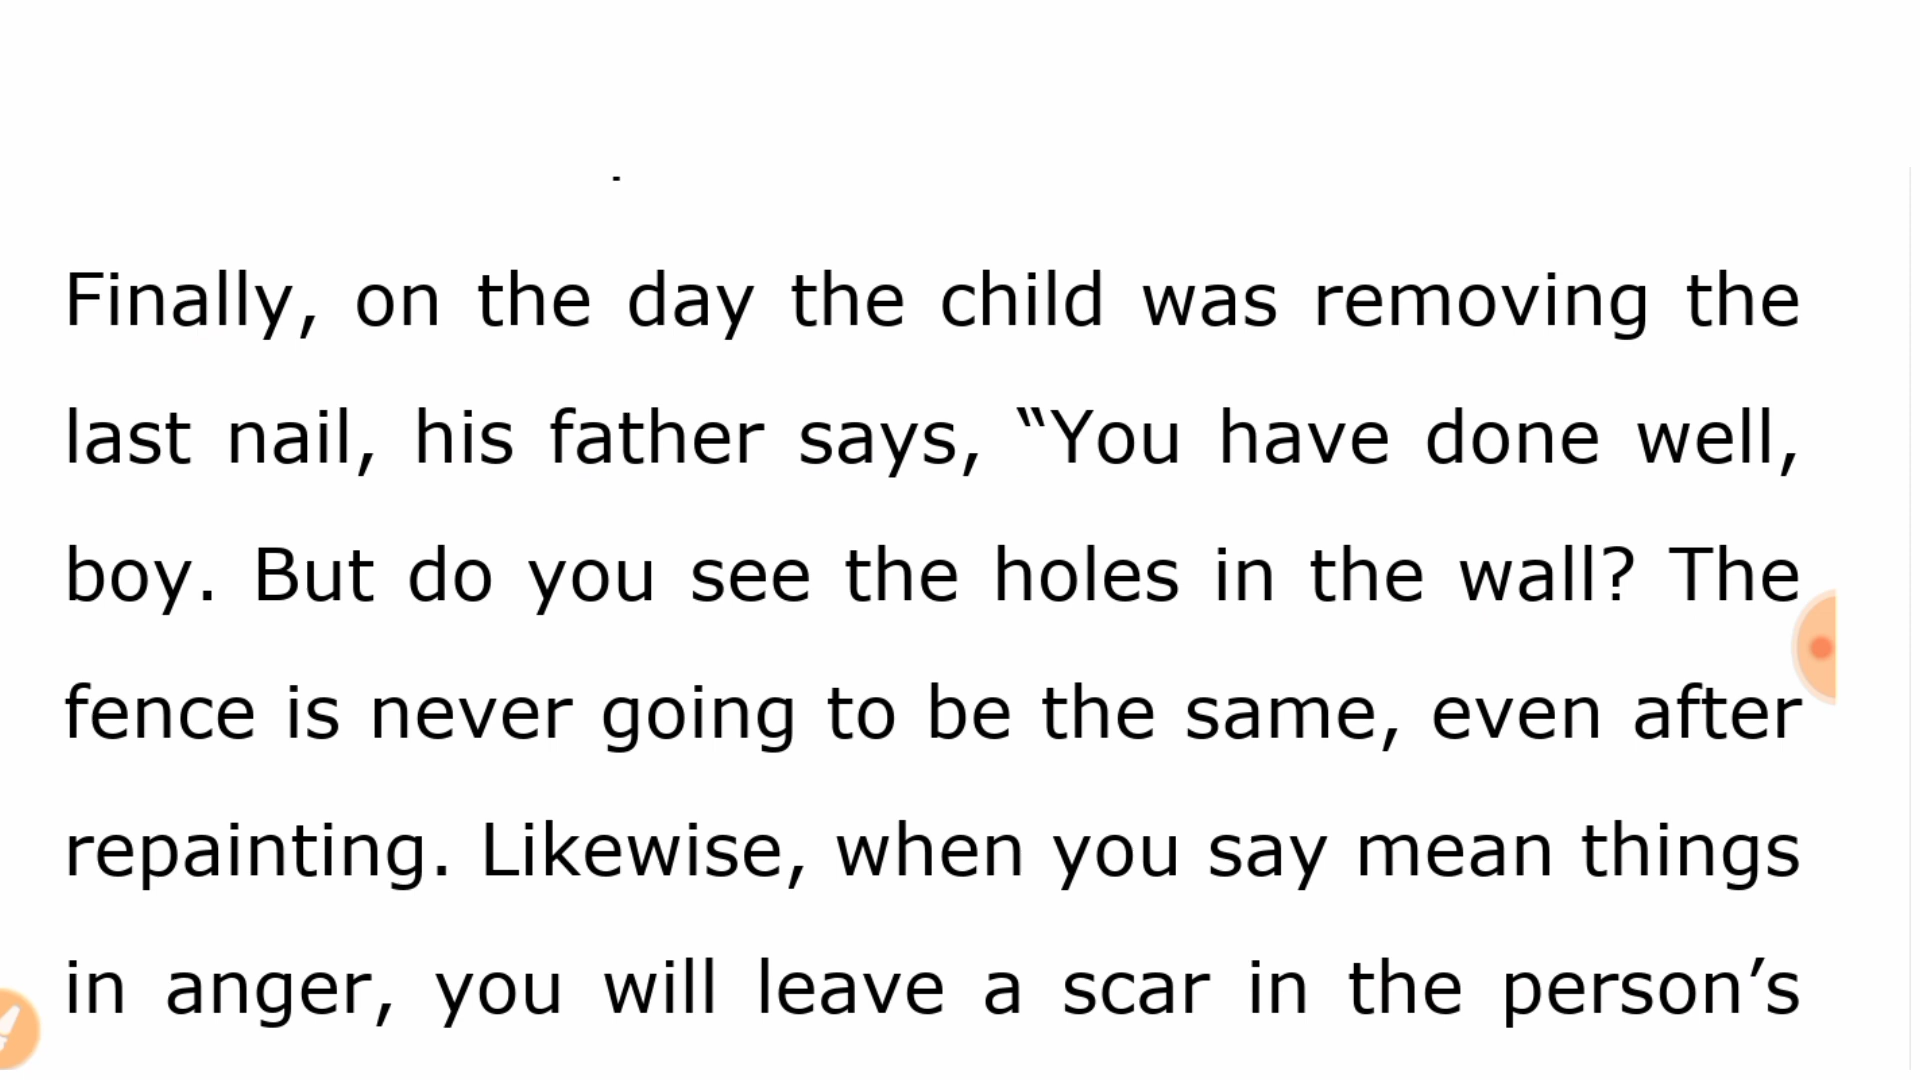 Finally, on the day the child was removing the
last nail, his father says, “You have done well,
boy. But do you see the holes in the wall? The
fence is never going to be the same, even after
repainting. Likewise, when you say mean things
in anger, you will leave a scar in the person’s